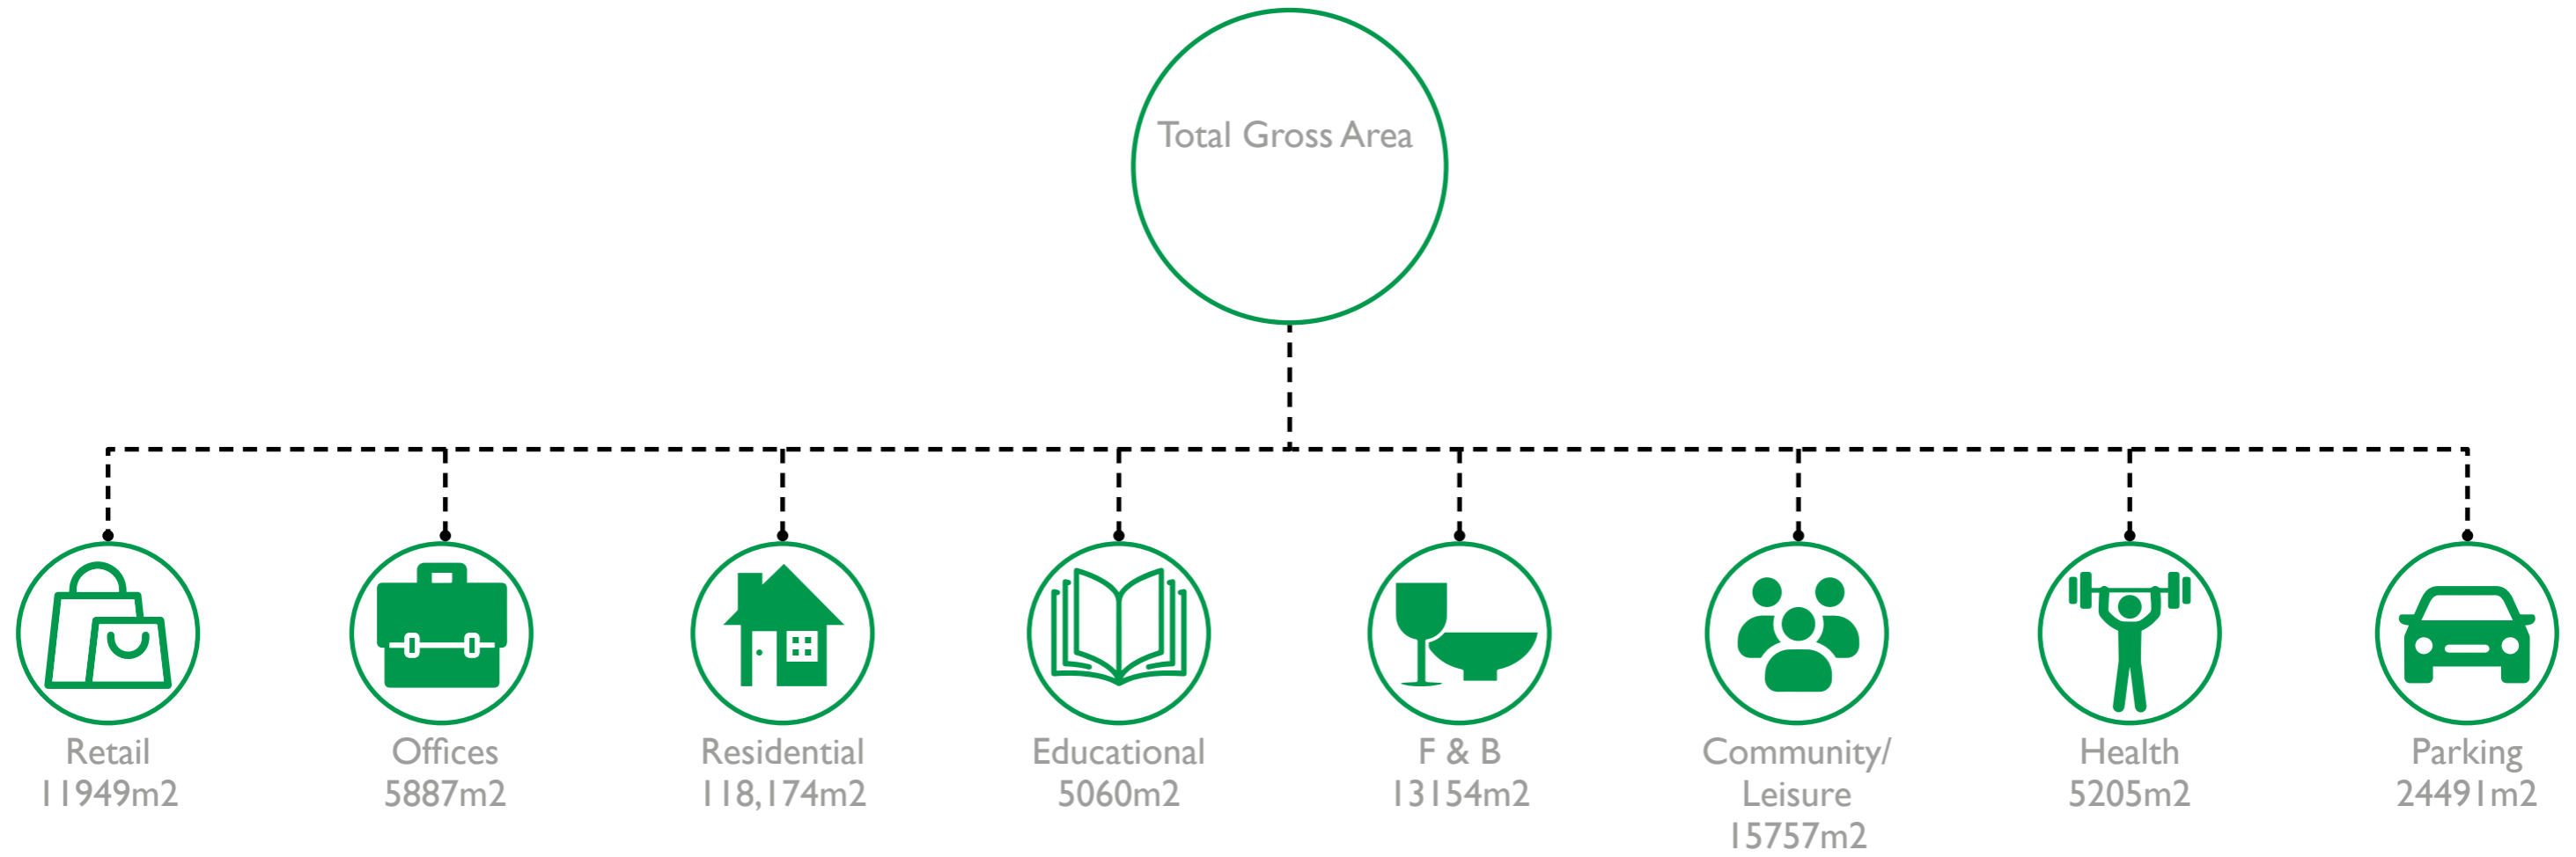 Total Gross Area
Retail
11949m2
Offices
5887m2
Residential
118,174m2
Educational
5060m2
F & B
13154m2
Community/
Leisure
15757m2
Health
5205m2
Parking
24491m2